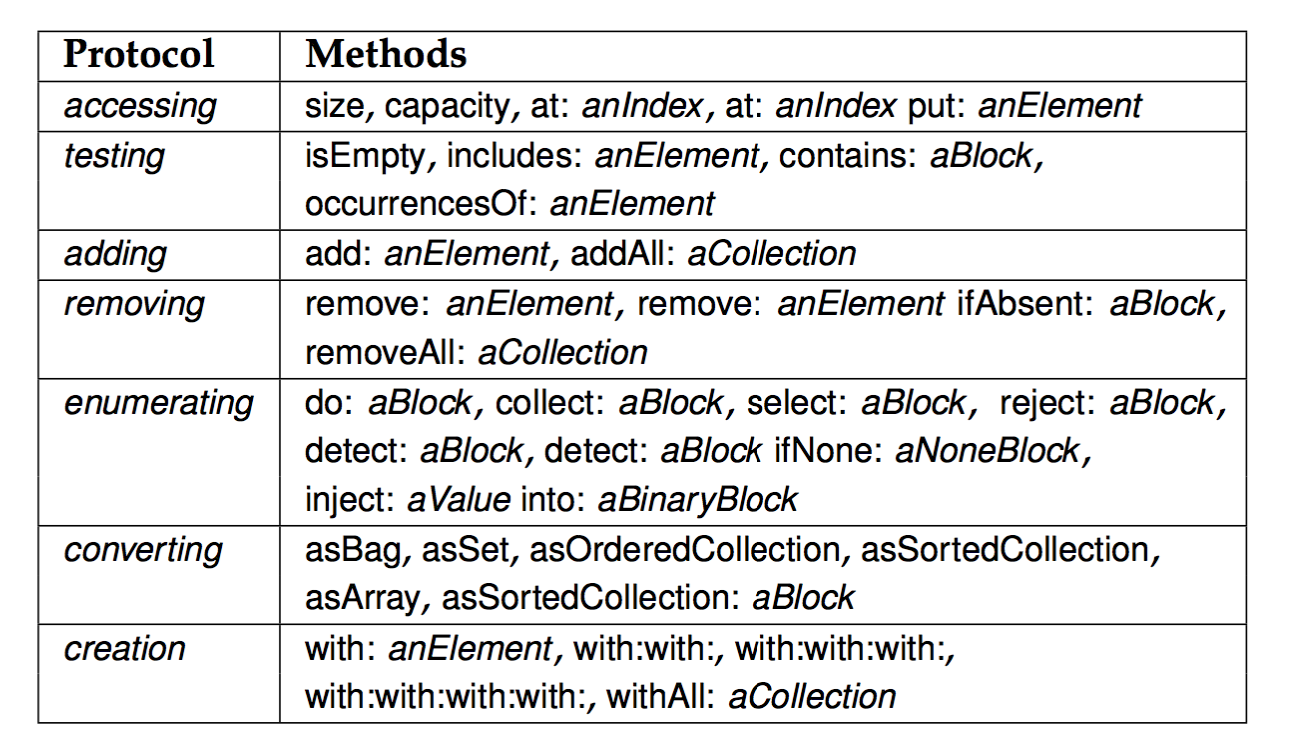 Protocol Methods
accessing size, capacity, at: anIndex, at: anIndex put: anElement
testing isEmpty, includes: anElement, contains: aBlock,
occurrencesOf: anElement
adding add: anElement, addAll: aCollection
removing remove: anElement, remove: anElement ifAbsent: aBlock,
removeAll: aCollection
enumerating do: aBlock, collect: aBlock, select: aBlock, reject: aBlock,
detect: aBlock, detect: aBlock ifNone: aNoneBlock,
inject: aValue into: aBinaryBlock
converting asBag, asSet, asOrderedCollection, asSortedCollection,
asArray, asSortedCollection: aBlock
creation with: anElement, with:with:, with:with:with:,
with:with:with:with:, withAll: aCollection